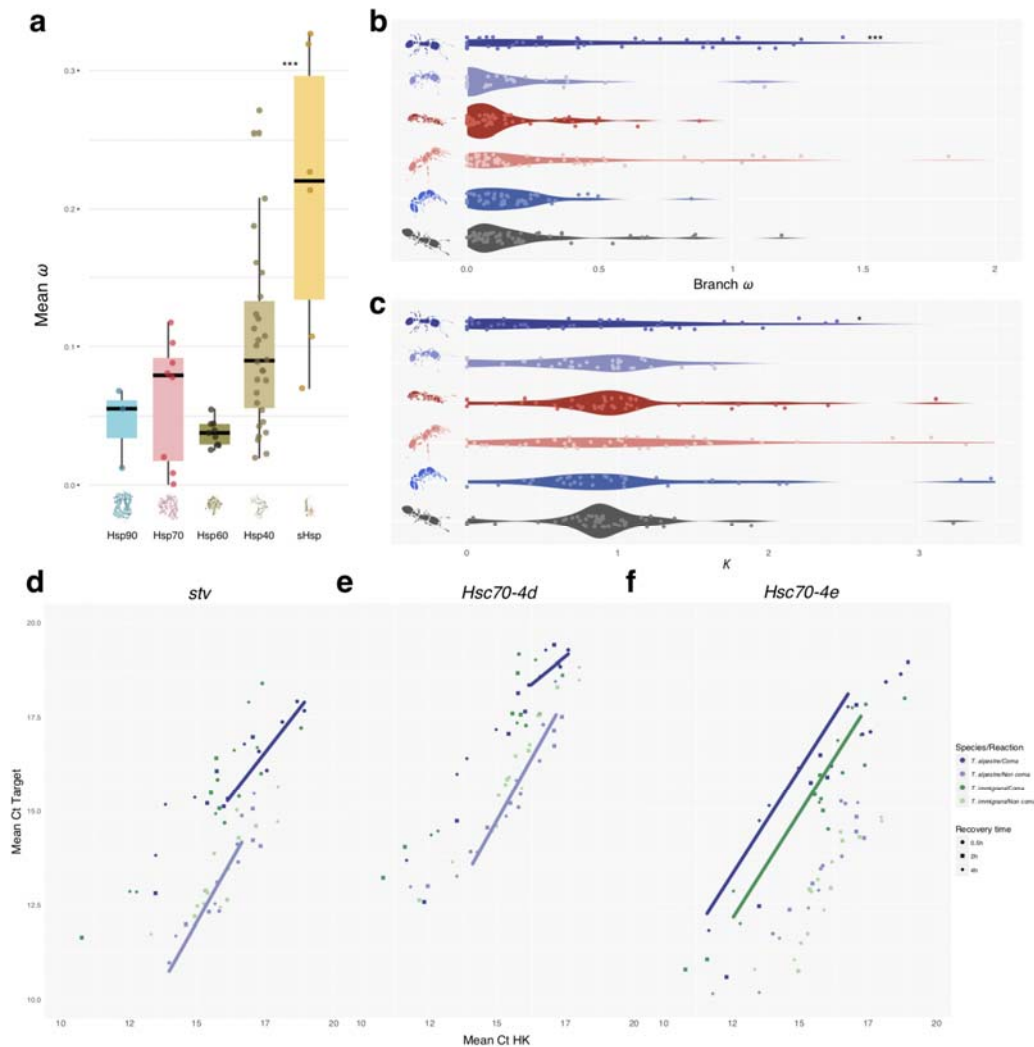 a
***
0.3
0.2
0.1
0.0
Mean ω
Hsp90 Hsp70 Hsp60 Hsp40 sHsp
b
***
0.0 0.5 1 1.5 2
Branch ω
c
0 1 2 3
K
d stv
e Hsc70-4d
f Hsc70-4e
20.0
17.5
15.0
12.5
10.0
Mean Ct Target
10 12 15 17 20 10 12 15 17 20 10 12 15 17 20
Mean Ct HK
Species/Reaction
T. alpestre/Coma
T. alpestre/Non coma
T. immigrans/Coma
T. immigrans/Non coma
Recovery time
0.5h
2h
4h